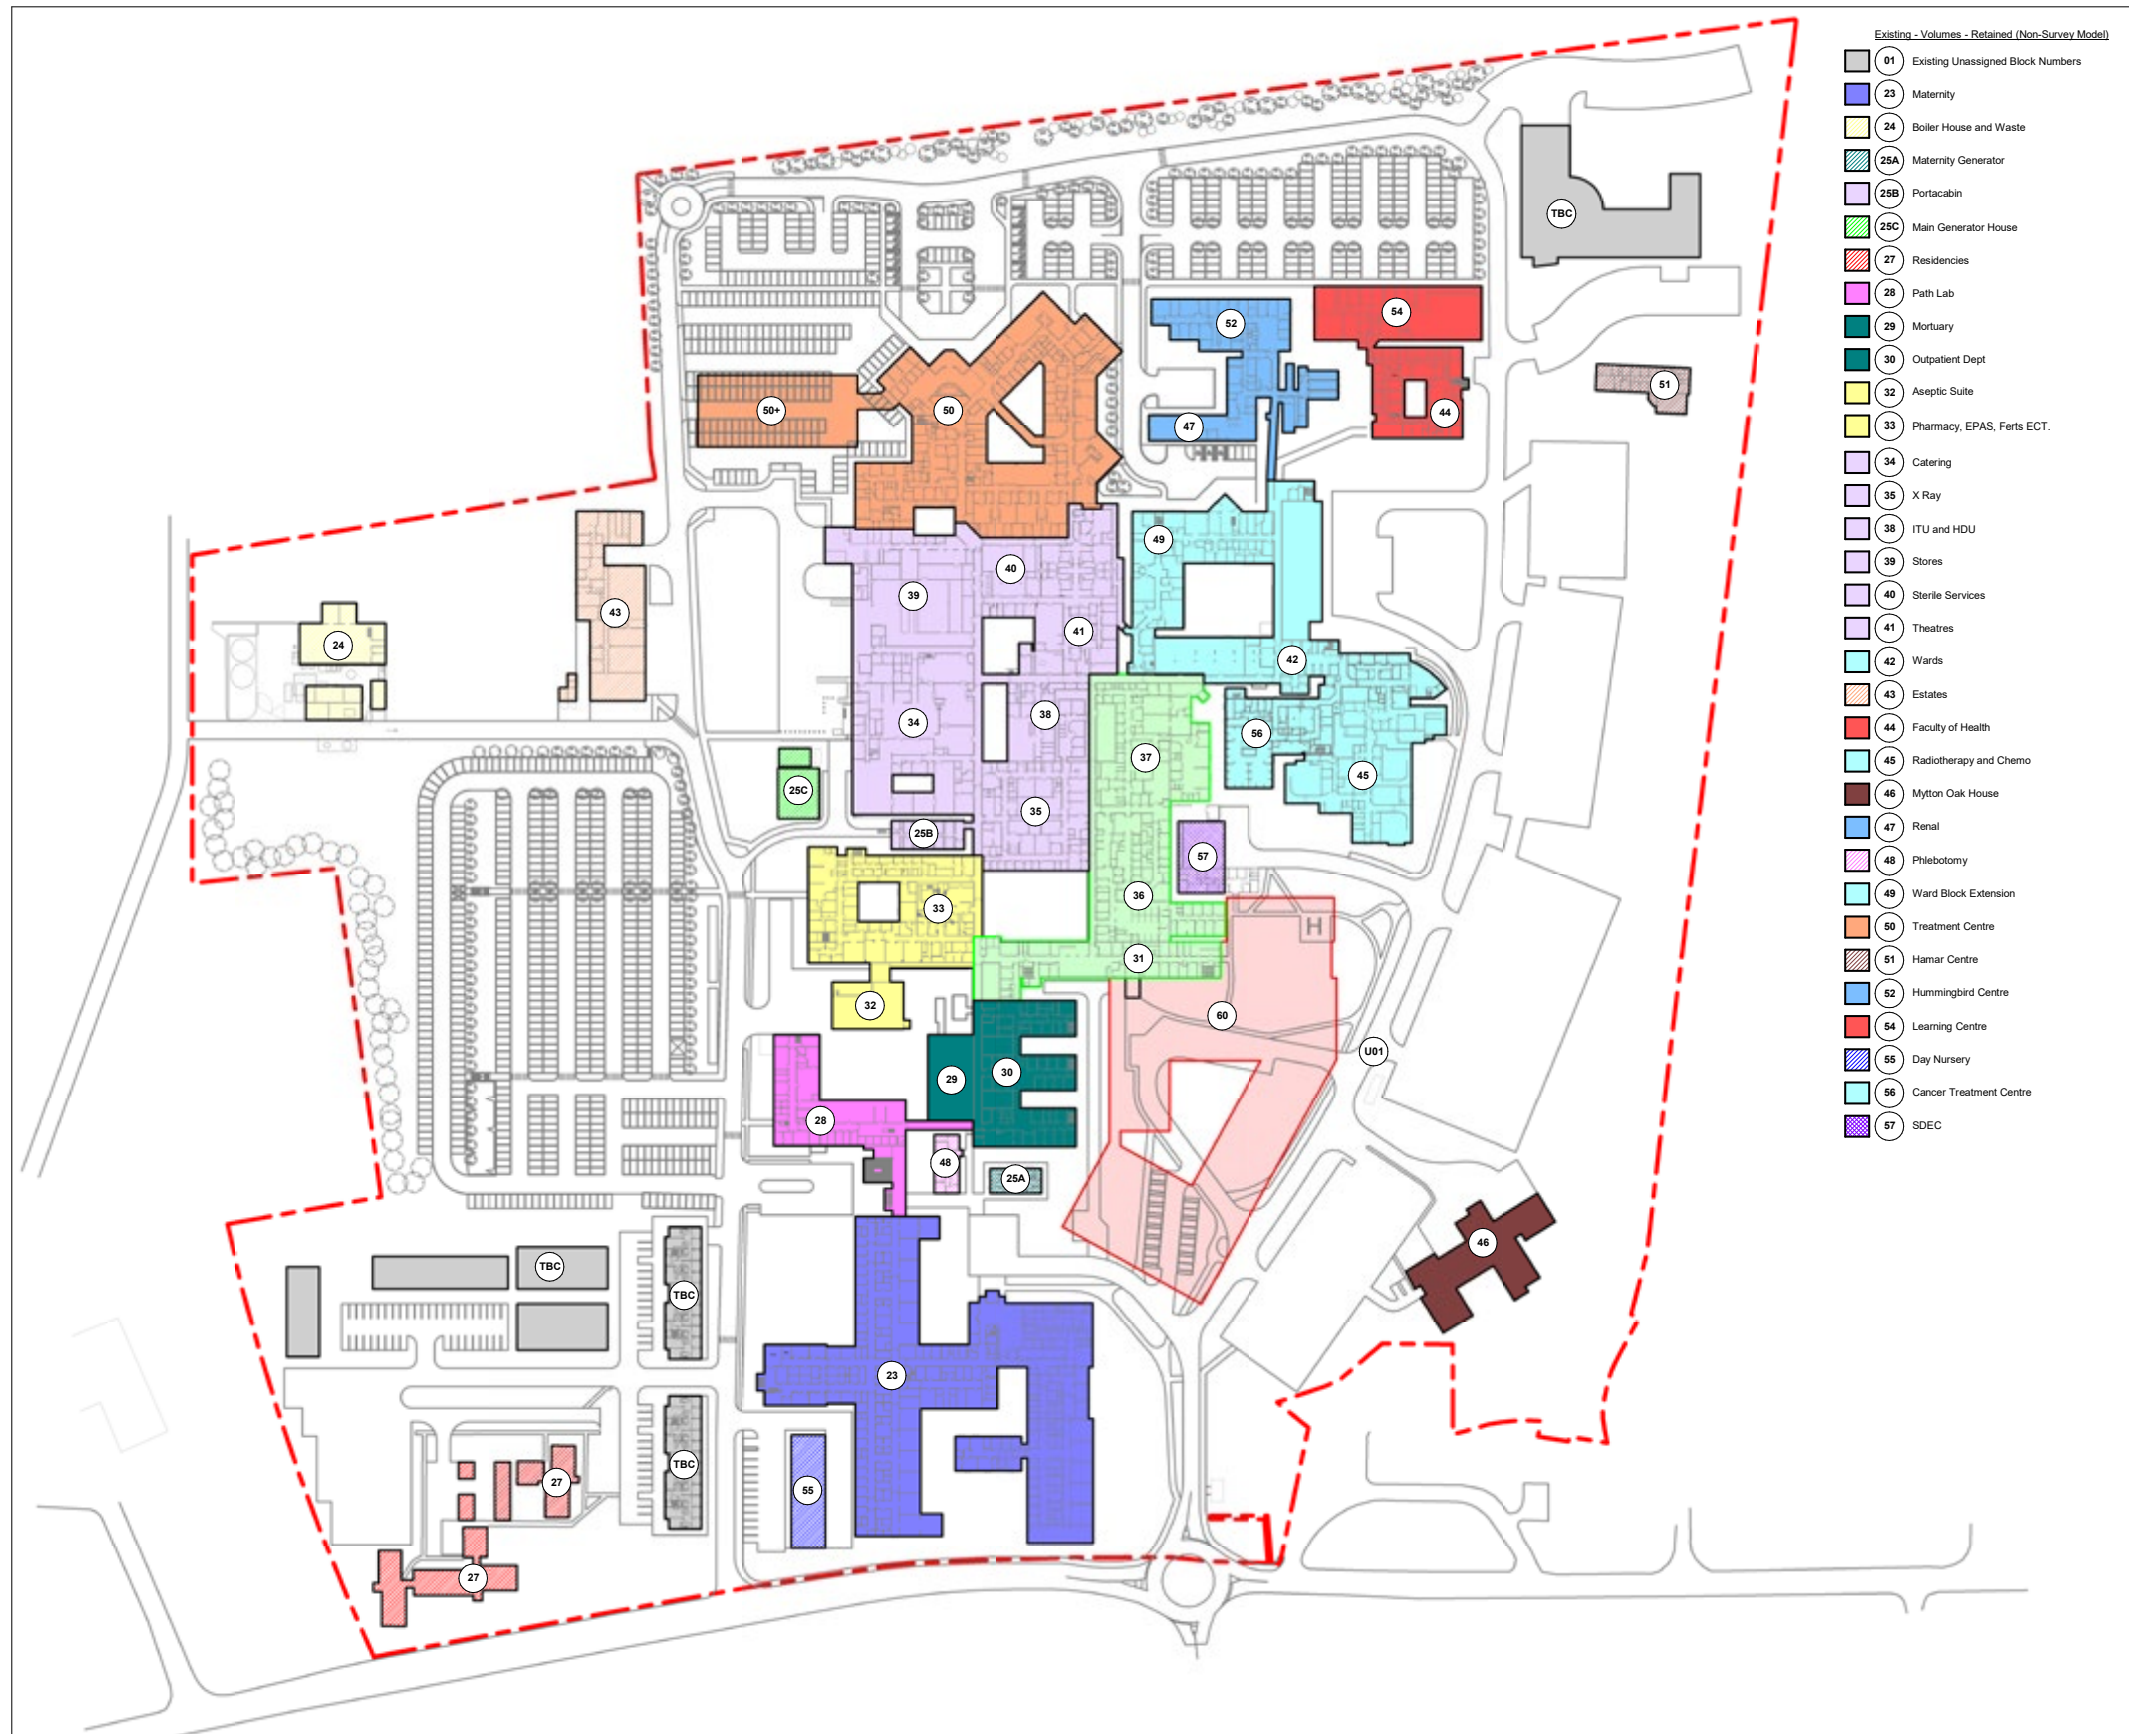 Existing - Volumes - Retained (Non-Survey Model)
01 Existing Unassigned Block Numbers
23 Maternity
24 Boiler House and Waste
25A Maternity Generator
25B Portacabin
25C Main Generator House
27 Residencies
28 Path Lab
29 Mortuary
30 Outpatient Dept
32 Aseptic Suite
33 Pharmacy, EPAS, Ferts ECT.
34 Catering
35 X Ray
38 ITU and HDU
39 Stores
40 Sterile Services
41 Theatres
42 Wards
43 Estates
44 Faculty of Health
45 Radiotherapy and Chemo
46 Mytton Oak House
47 Renal
48 Phlebotomy
49 Ward Block Extension
50 Treatment Centre
51 Hamar Centre
52 Hummingbird Centre
54 Learning Centre
55 Day Nursery
56 Cancer Treatment Centre
57 SDEC
TBC
52
54
51
50+
50
44
47
49
40
39
43
41
24
42
34
38
56
37
45
25C
35
25B
57
36
33
31
H
32
60
U01
29
30
28
48
25A
46
TBC
TBC
23
TBC
27
55
27